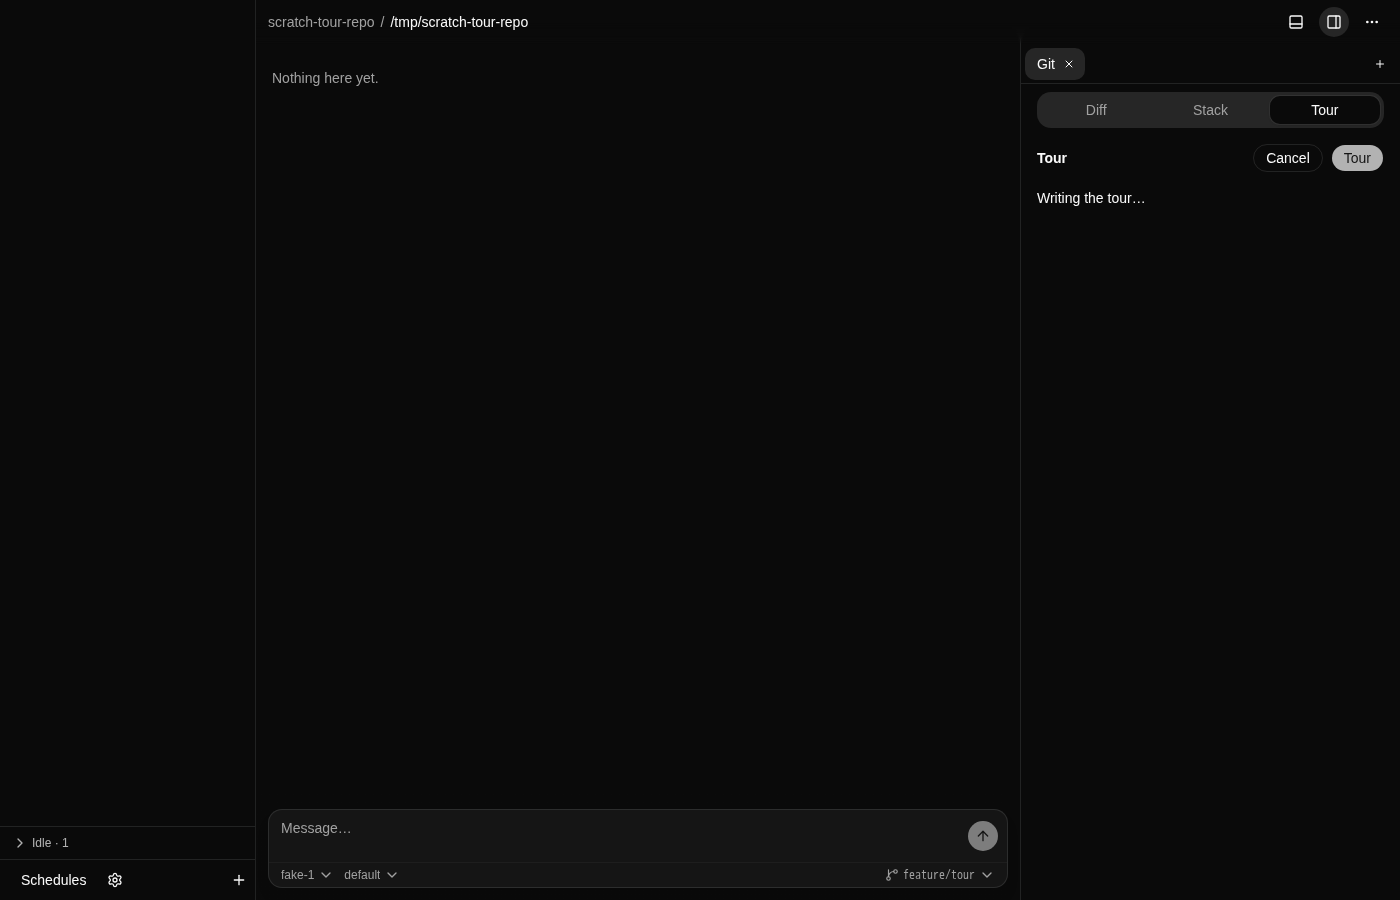 scratch-tour-repo / /tmp/scratch-tour-repo
Nothing here yet.
Git
Diff Stack Tour
Tour Cancel Tour
Writing the tour…
Message…
fake-1 default feature/tour
Idle · 1
Schedules